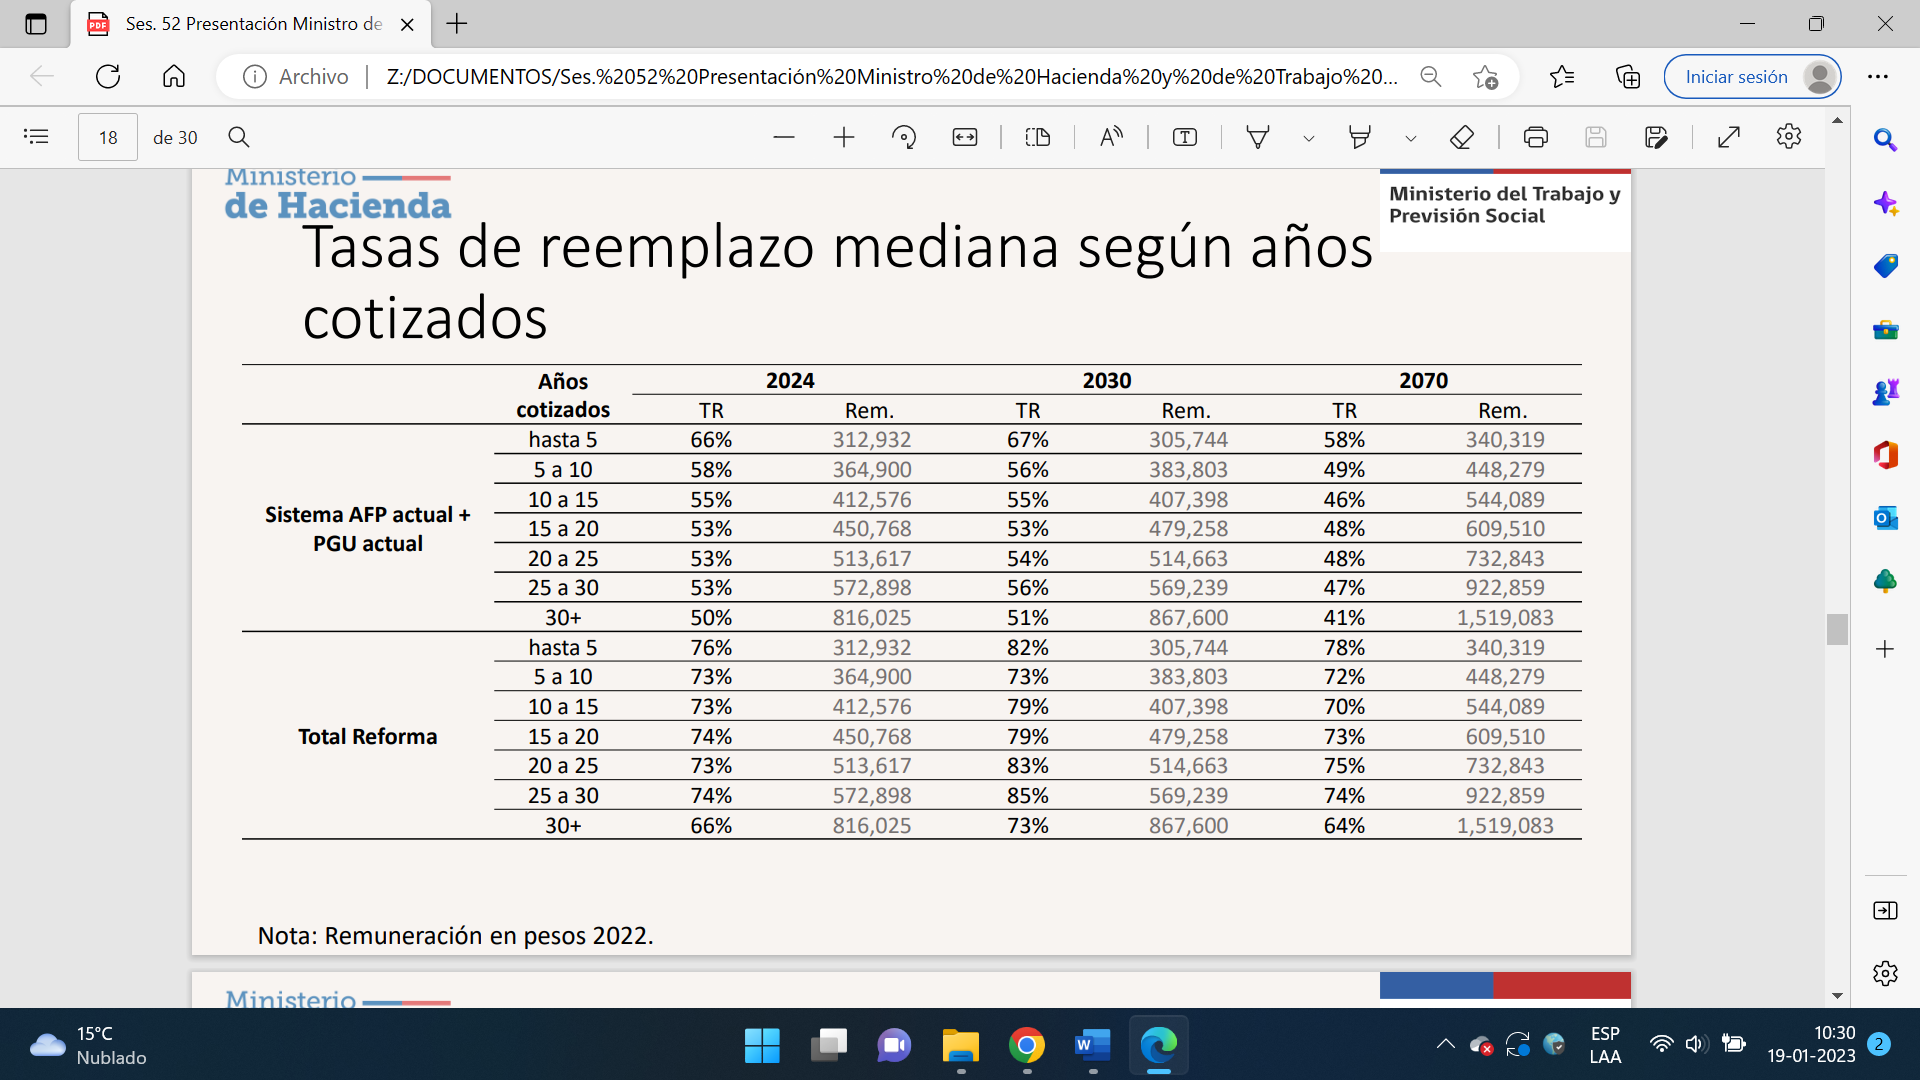 Ses. 52 Presentación Ministro de
Archivo
Z:/DOCUMENTOS/Ses.%2052%20Presentación%20Ministro%20de%20Hacienda%20y%20de%20Trabajo%20...
Iniciar sesión
18 de 30
Ministerio
de Hacienda
Ministerio del Trabajo y
Previsión Social
Tasas de reemplazo mediana según años
cotizados
Años cotizados 2024 2030 2070
TR Rem. TR Rem. TR Rem.
Sistema AFP actual +
PGU actual
hasta 5 66% 312,932 67% 305,744 58% 340,319
5 a 10 58% 364,900 56% 383,803 49% 448,279
10 a 15 55% 412,576 55% 407,398 46% 544,089
15 a 20 53% 450,768 53% 479,258 48% 609,510
20 a 25 53% 513,617 54% 514,663 48% 732,843
25 a 30 53% 572,898 56% 569,239 47% 922,859
30+ 50% 816,025 51% 867,600 41% 1,519,083
Total Reforma
hasta 5 76% 312,932 82% 305,744 78% 340,319
5 a 10 73% 364,900 73% 383,803 72% 448,279
10 a 15 73% 412,576 79% 407,398 70% 544,089
15 a 20 74% 450,768 79% 479,258 73% 609,510
20 a 25 73% 513,617 83% 514,663 75% 732,843
25 a 30 74% 572,898 85% 569,239 74% 922,859
30+ 66% 816,025 73% 867,600 64% 1,519,083
Nota: Remuneración en pesos 2022.
Ministerio
15°C
Nublado
ESP
LAA
10:30
19-01-2023
2